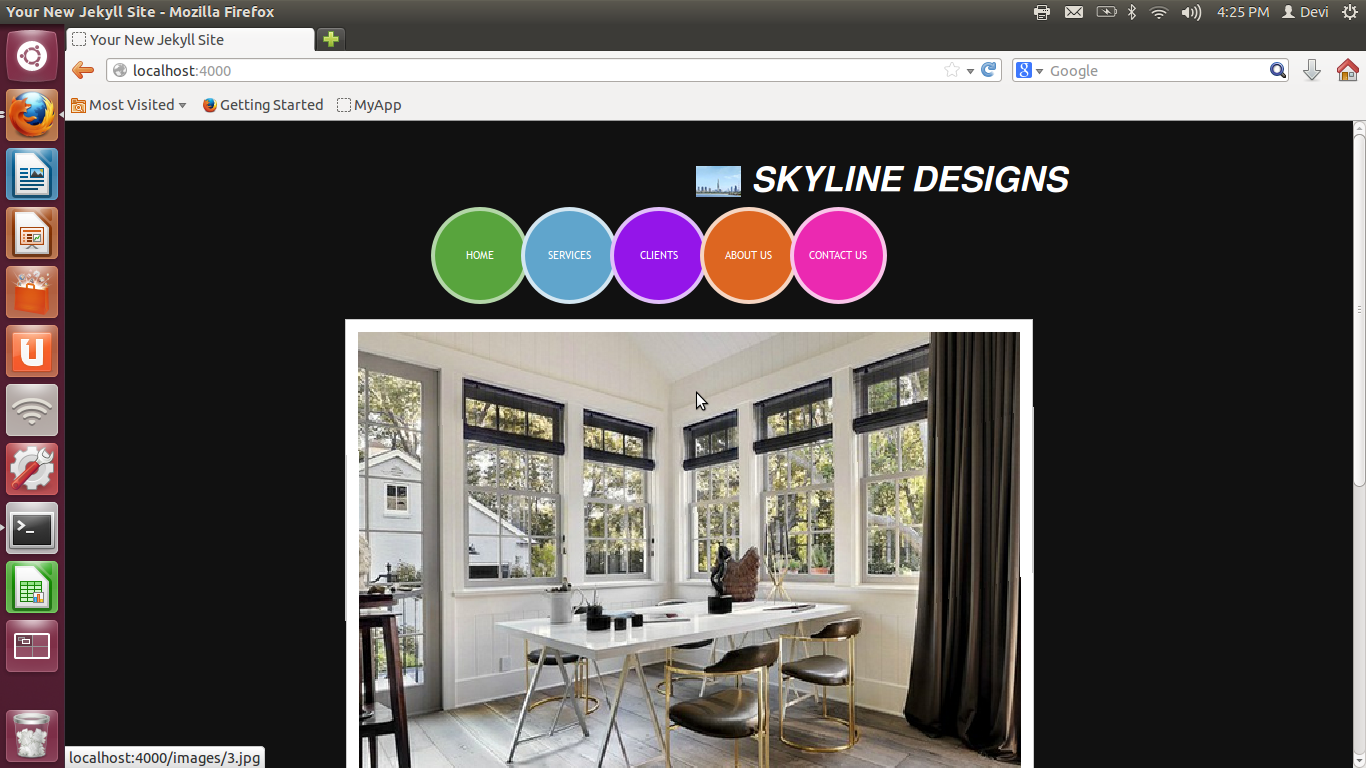 Your New Jekyll Site - Mozilla Firefox
4:25 PM Devi
Your New Jekyll Site
localhost:4000
Google
Most Visited Getting Started MyApp
SKYLINE DESIGNS
HOME SERVICES CLIENTS ABOUT US CONTACT US
localhost:4000/images/3.jpg